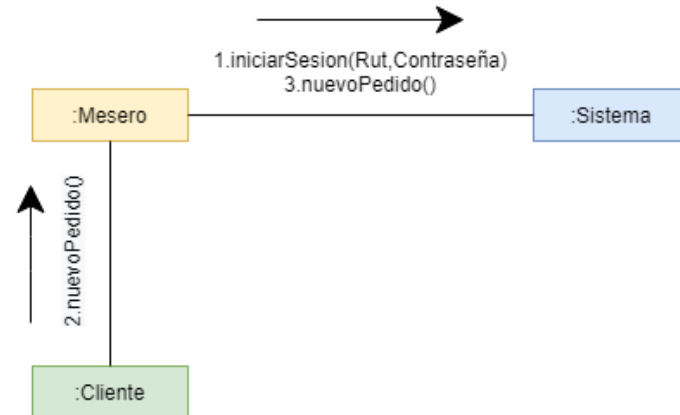 1.iniciarSesion(Rut,Contraseña)
3.nuevoPedido()
:Mesero
:Sistema
2.nuevoPedido()
:Cliente